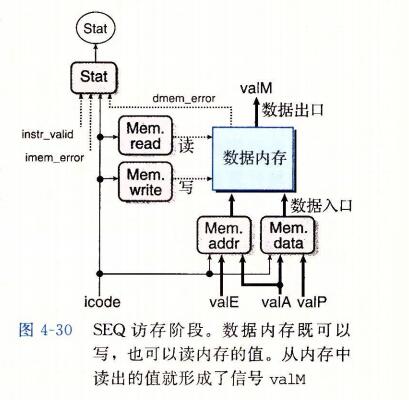 Stat
Stat
valM
dmem_error
数据出口
instr_valid
Mem.
read
读
imem_error
数据内存
Mem.
write
写
数据入口
Mem.
addr
Mem.
data
icode
valE
valA
valP
图 4-30 SEQ 访存阶段。数据内存既可以
写，也可以读内存的值。从内存中
读出的值就形成了信号 valM